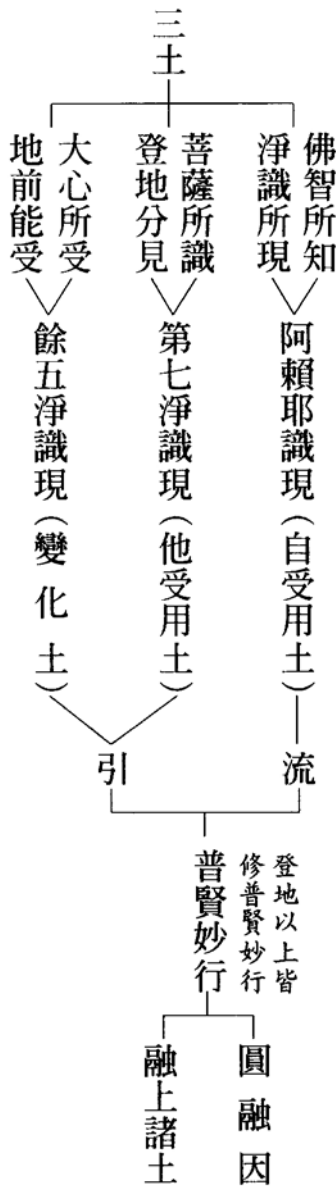 三土
佛智所知
淨識所現
阿賴耶識現（自受用土）
流
菩薩所識
登地分見
第七淨識現（他受用土）
大心所受
地前能受
餘五淨識現（變化土）
引
登地以上皆
修普賢妙行
普賢妙行
圓融因
融上諸土